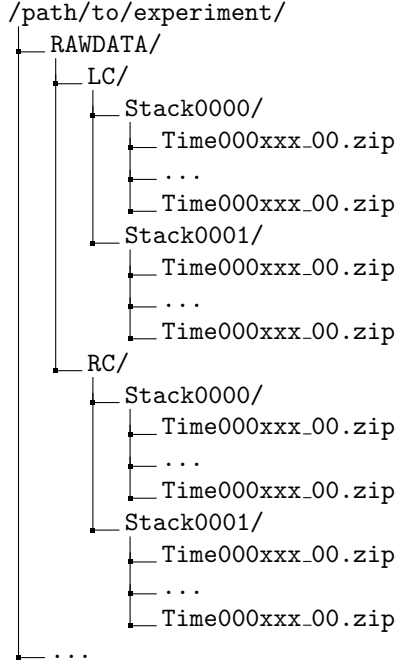 /path/to/experiment/
RAWDATA/
LC/
Stack0000/
Time000xxx_00.zip
...
Time000xxx_00.zip
Stack0001/
Time000xxx_00.zip
...
Time000xxx_00.zip
RC/
Stack0000/
Time000xxx_00.zip
...
Time000xxx_00.zip
Stack0001/
Time000xxx_00.zip
...
Time000xxx_00.zip
...